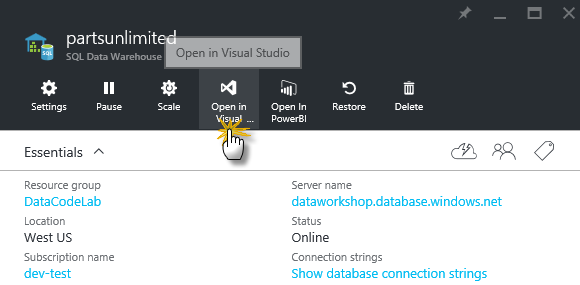 partsunlimited
SQL Data Warehouse
Open in Visual Studio
SQL
Settings
Pause
Scale
Open in
Visual ...
Open In
PowerBI
Restore
Delete
Essentials
Resource group
DataCodeLab
Location
West US
Subscription name
dev-test
Server name
dataworkshop.database.windows.net
Status
Online
Connection strings
Show database connection strings